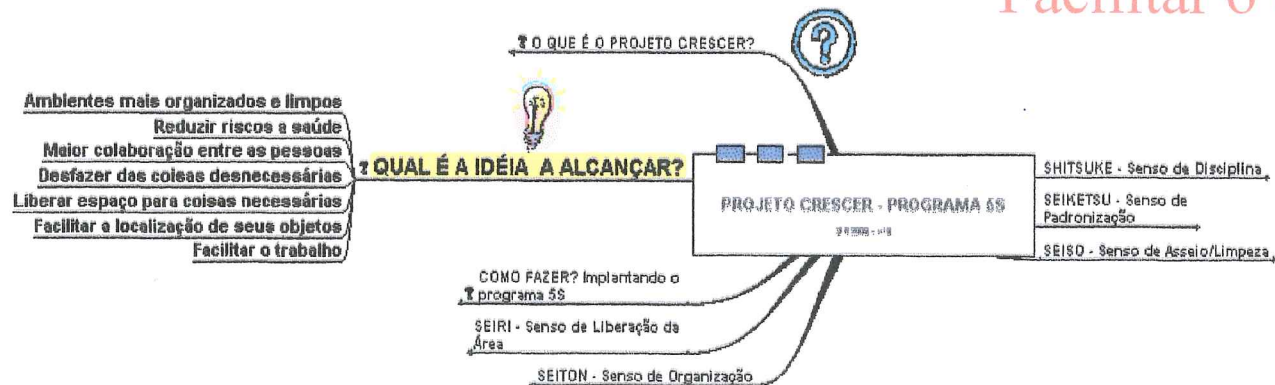 Facilitar o
O QUE É O PROJETO CRESCER?
Ambientes mais organizados e limpos
Reduzir riscos a saúde
Maior colaboração entre as pessoas
Desfazer das coisas desnecessárias
Liberar espaço para coisas necessárias
Facilitar a localização de seus objetos
Facilitar o trabalho
QUAL É A IDÉIA A ALCANÇAR?
PROJETO CRESCER - PROGRAMA 5S
SHITSUKE - Senso de Disciplina
SEIKETSU - Senso de
Padronização
SEISO - Senso de Asseio/Limpeza
COMO FAZER? Implantando o
programa 5S
SEIRI - Senso de Liberação da
Área
SEITON - Senso de Organização